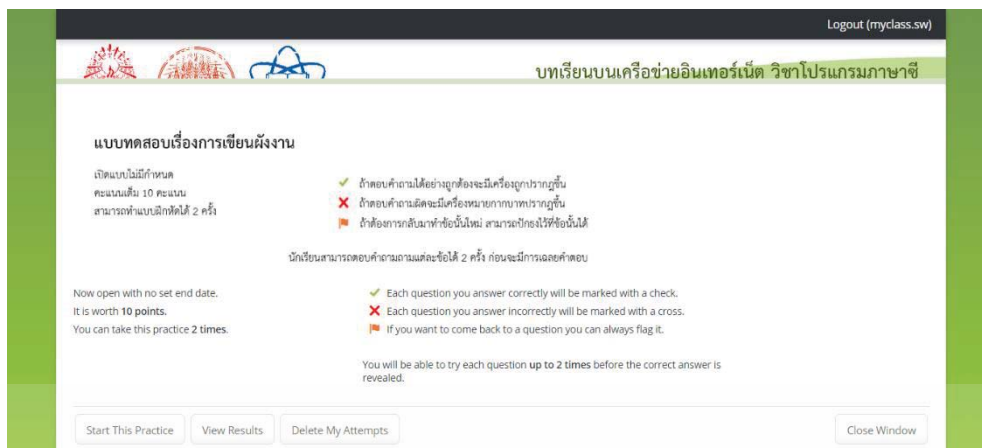 Logout (myclass.sw)
บทเรียนบนเครือข่ายอินเทอร์เน็ต วิชาโปรแกรมภาษาซี
แบบทดสอบเรื่องการเขียนผังงาน
เปิดแบบไม่มีกำหนด
คะแนนเต็ม 10 คะแนน
สามารถทำแบบฝึกหัดได้ 2 ครั้ง
ถ้าตอบคำถามได้อย่างถูกต้องจะมีเครื่องถูกปรากฏขึ้น
ถ้าตอบคำถามผิดจะมีเครื่องหมายกากบาทปรากฏขึ้น
ถ้าต้องการกลับมาทำข้อนั้นใหม่ สามารถปักธงไว้ที่ข้อนั้นได้
นักเรียนสามารถตอบคำถามถามแต่ละข้อได้ 2 ครั้ง ก่อนจะมีการเฉลยคำตอบ
Now open with no set end date.
It is worth 10 points.
You can take this practice 2 times.
Each question you answer correctly will be marked with a check.
Each question you answer incorrectly will be marked with a cross.
If you want to come back to a question you can always flag it.
You will be able to try each question up to 2 times before the correct answer is
revealed.
Start This Practice
View Results
Delete My Attempts
Close Window